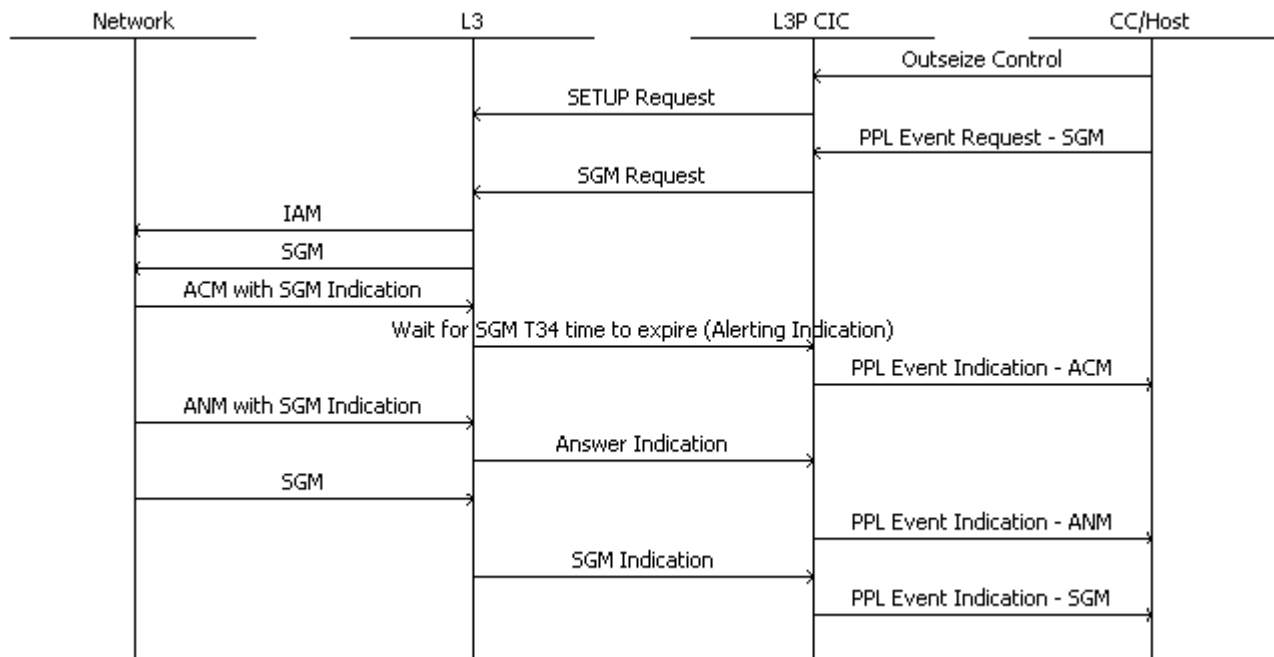 Network L3 L3P CIC CC/Host
Outseize Control
SETUP Request
PPL Event Request - SGM
SGM Request
IAM
SGM
ACM with SGM Indication
Wait for SGM T34 time to expire (Alerting Indication)
PPL Event Indication - ACM
ANM with SGM Indication
Answer Indication
SGM
PPL Event Indication - ANM
SGM Indication
PPL Event Indication - SGM